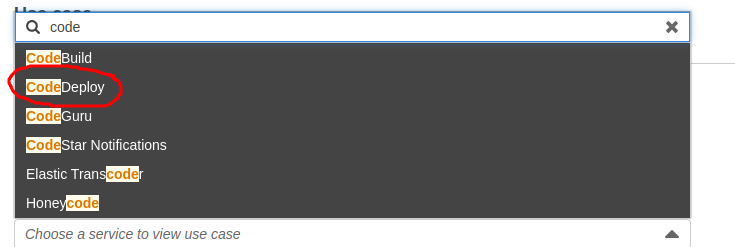 Use case
code
CodeBuild
CodeDeploy
CodeGuru
CodeStar Notifications
Elastic Transcoder
Honeycode
Choose a service to view use case